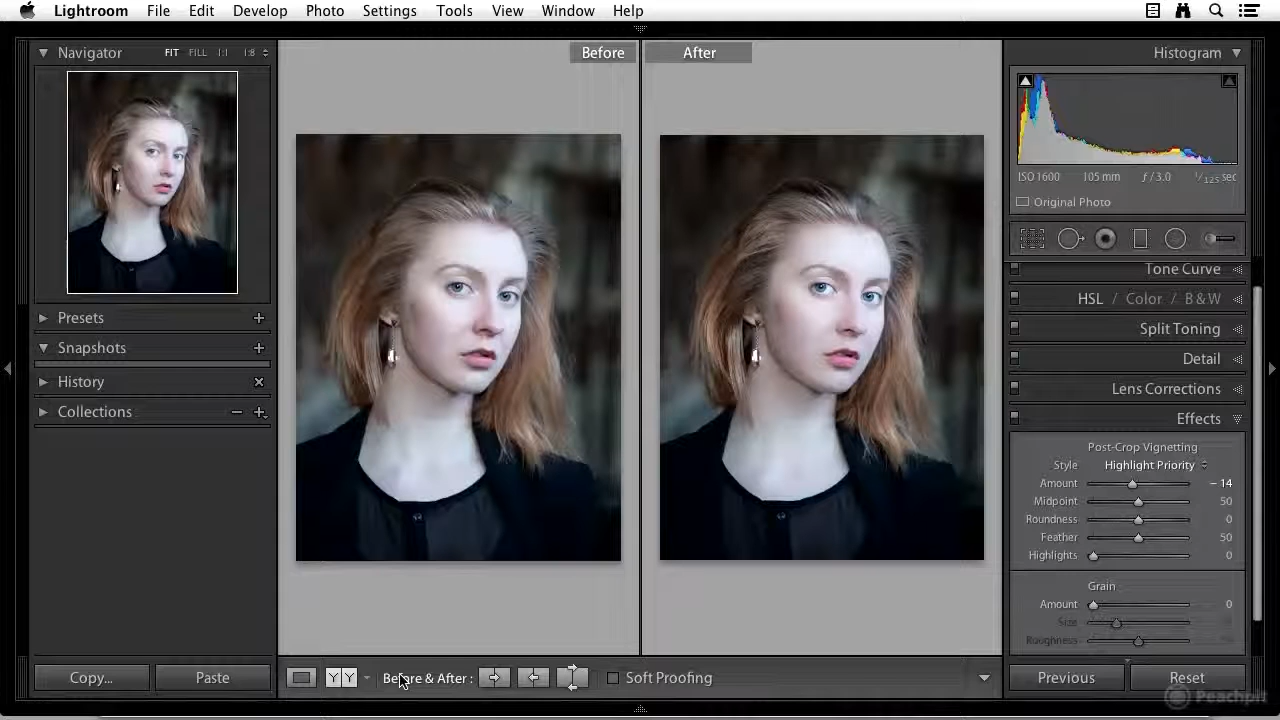 Lightroom File Edit Develop Photo Settings Tools View Window Help
Navigator FIT FILL 1:1 1:8
Presets
Snapshots
History
Collections
Copy... Paste
Before After
YY Before & After : Soft Proofing
Histogram
ISO 1600 105 mm ƒ / 3.0 1/125 sec
Original Photo
Tone Curve
HSL / Color / B & W
Split Toning
Detail
Lens Corrections
Effects
Post-Crop Vignetting
Style Highlight Priority
Amount – 14
Midpoint 50
Roundness 0
Feather 50
Highlights 0
Grain
Amount 0
Size
Roughness
Previous Reset
Peachpit